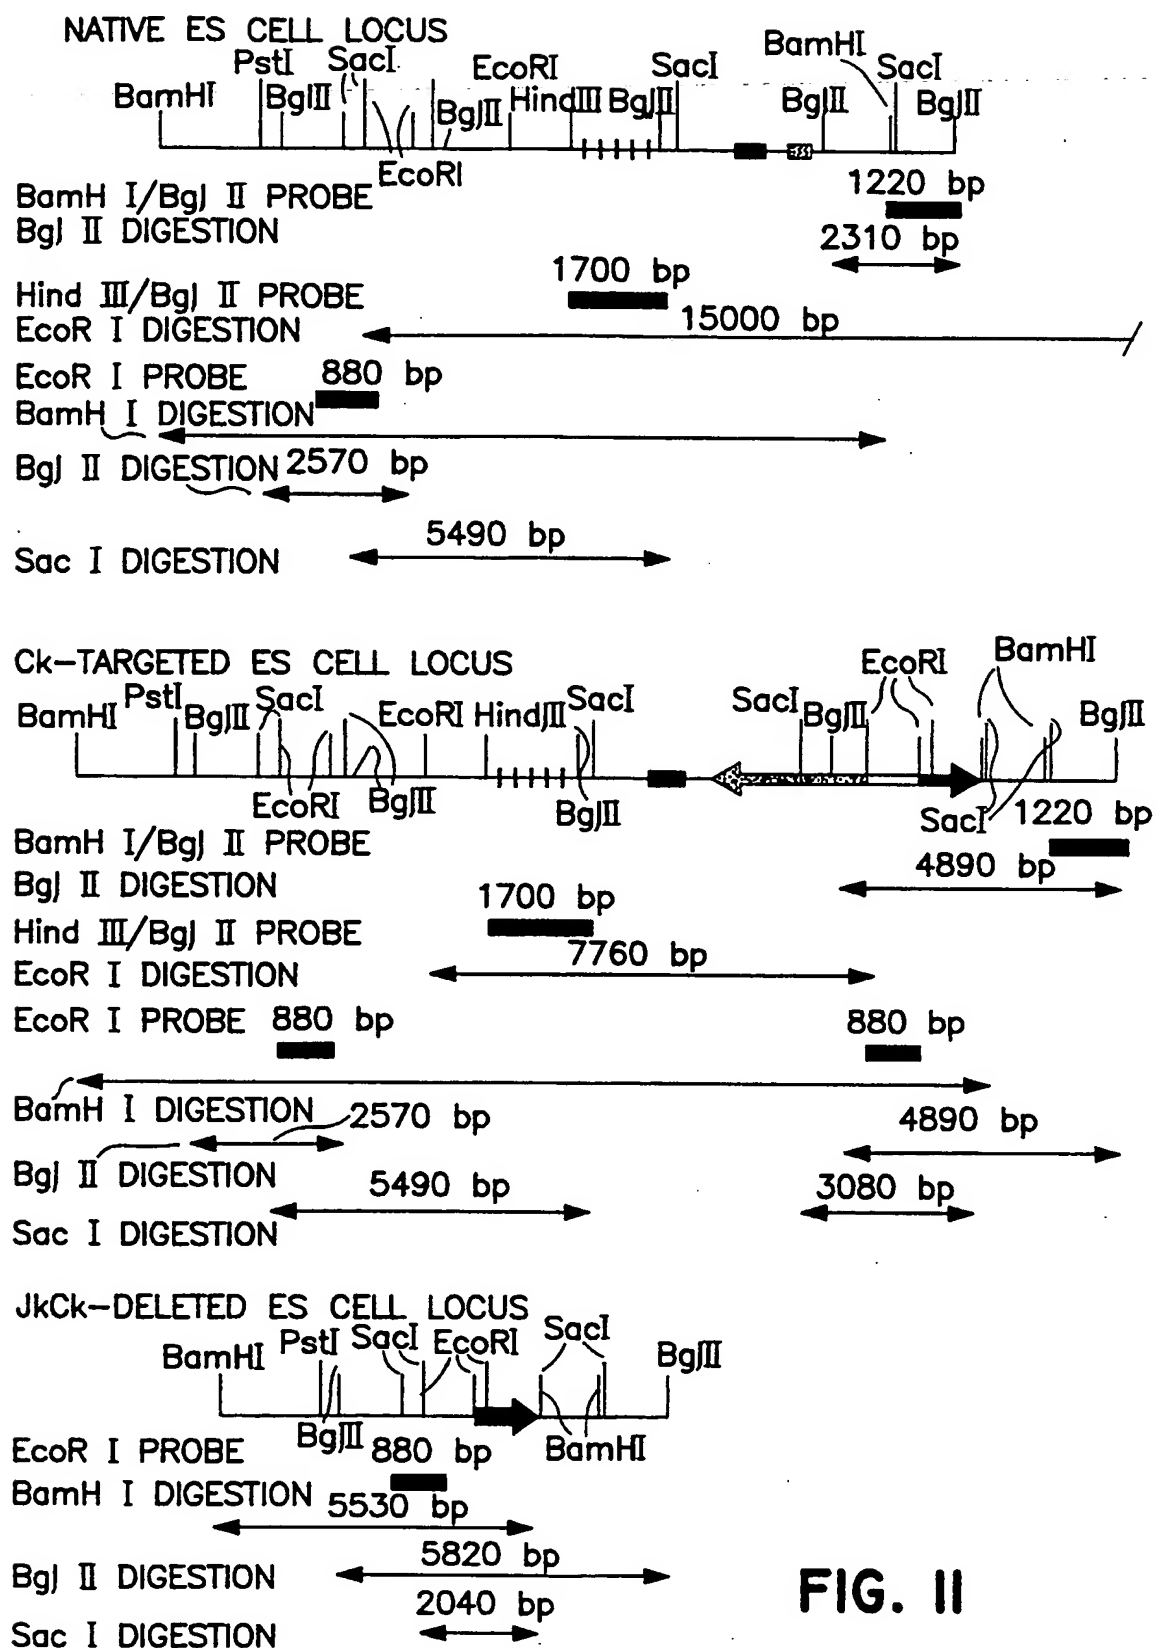 NATIVE ES CELL LOCUS
PstI SacI EcoRI SacI BamHI SacI
BamHI BglII BglII HindIII BglII BglII BglII
EcoRI
BamH I/Bgl II PROBE 1220 bp
Bgl II DIGESTION 2310 bp
Hind III/Bgl II PROBE 1700 bp
EcoR I DIGESTION 15000 bp
EcoR I PROBE 880 bp
BamH I DIGESTION
Bgl II DIGESTION 2570 bp
Sac I DIGESTION 5490 bp
Ck-TARGETED ES CELL LOCUS
BamHI PstI BglII SacI EcoRI HindIII SacI SacI BglII EcoRI BamHI BglII
EcoRI BglII BglII SacI
BamH I/Bgl II PROBE 1220 bp
Bgl II DIGESTION 4890 bp
Hind III/Bgl II PROBE 1700 bp
EcoR I DIGESTION 7760 bp
EcoR I PROBE 880 bp 880 bp
BamH I DIGESTION
Bgl II DIGESTION 2570 bp 4890 bp
Sac I DIGESTION 5490 bp 3080 bp
JkCk-DELETED ES CELL LOCUS
BamHI PstI SacI EcoRI SacI BglII
BglII BamHI
EcoR I PROBE 880 bp
BamH I DIGESTION 5530 bp
Bgl II DIGESTION 5820 bp
Sac I DIGESTION 2040 bp
FIG. II